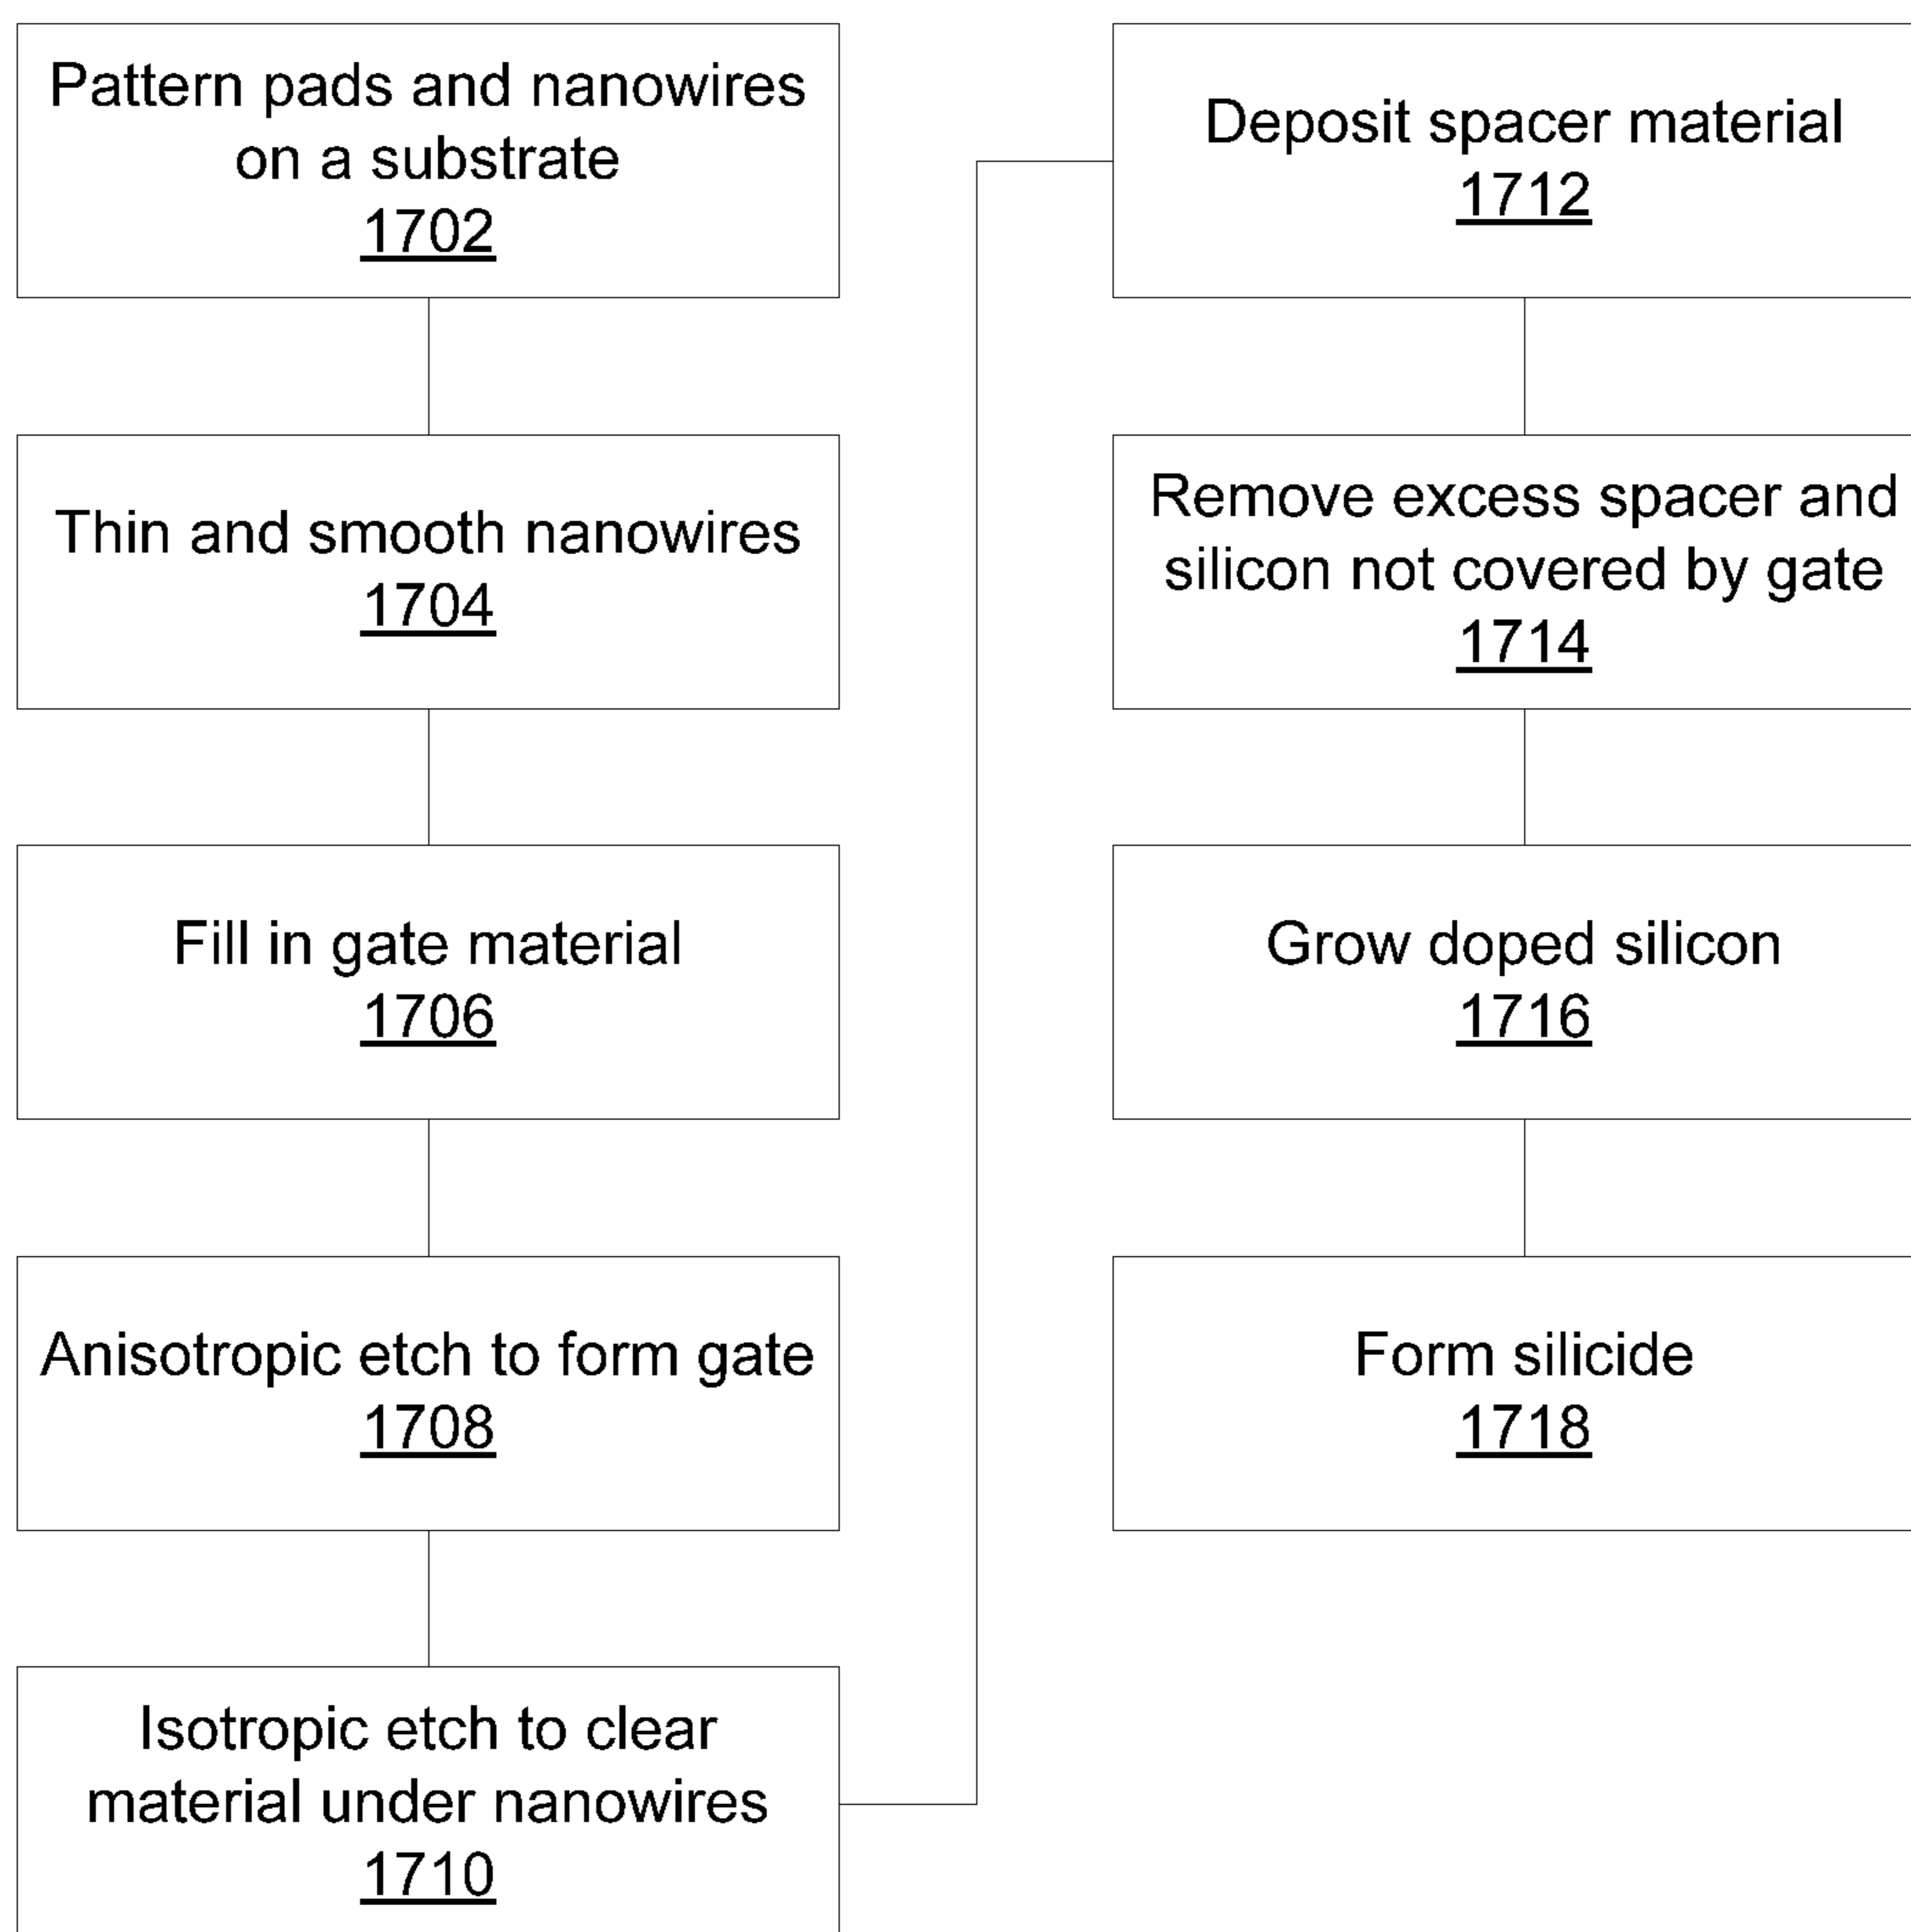 Pattern pads and nanowires
on a substrate
1702
Thin and smooth nanowires
1704
Fill in gate material
1706
Anisotropic etch to form gate
1708
Isotropic etch to clear
material under nanowires
1710
Deposit spacer material
1712
Remove excess spacer and
silicon not covered by gate
1714
Grow doped silicon
1716
Form silicide
1718